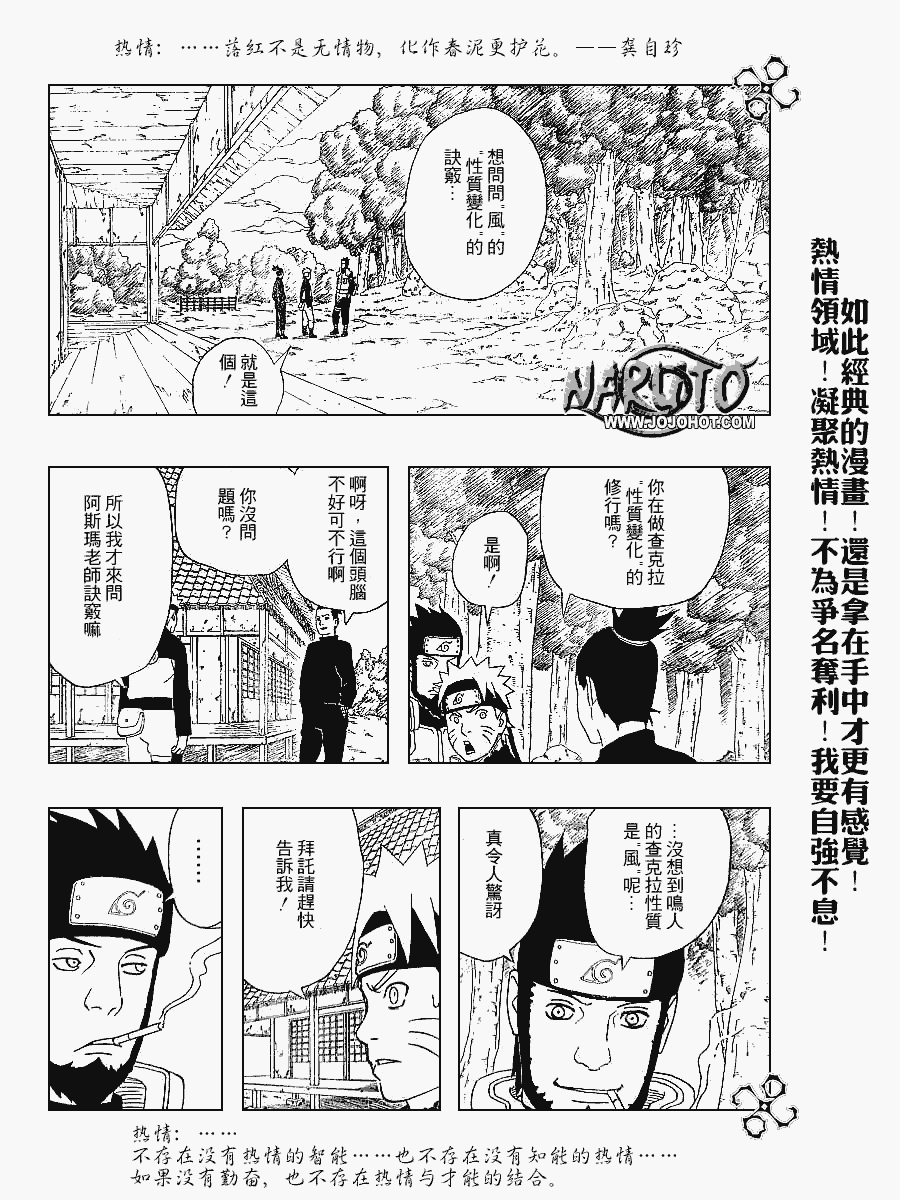 热情：……落红不是无情物，化作春泥更护花。——龚自珍
想問問〝風〞的
〝性質變化〞的
訣竅…
就是這
個！
NARUTO
WWW.JOJOHOT.COM
你在做查克拉
〝性質變化〞的
修行嗎？
是啊！
啊呀，這個頭腦
不好可不行啊
你沒問
題嗎？
所以我才來問
阿斯瑪老師訣竅嘛
…沒想到鳴人
的查克拉性質
是〝風〞呢…
真令人驚訝
拜託請趕快
告訴我！
……
如此經典的漫畫！還是拿在手中才更有感覺！
熱情領域！凝聚熱情！不為爭名奪利！我要自強不息！
热情：……
不存在没有热情的智能……也不存在没有知能的热情……
如果没有勤奋，也不存在热情与才能的结合。